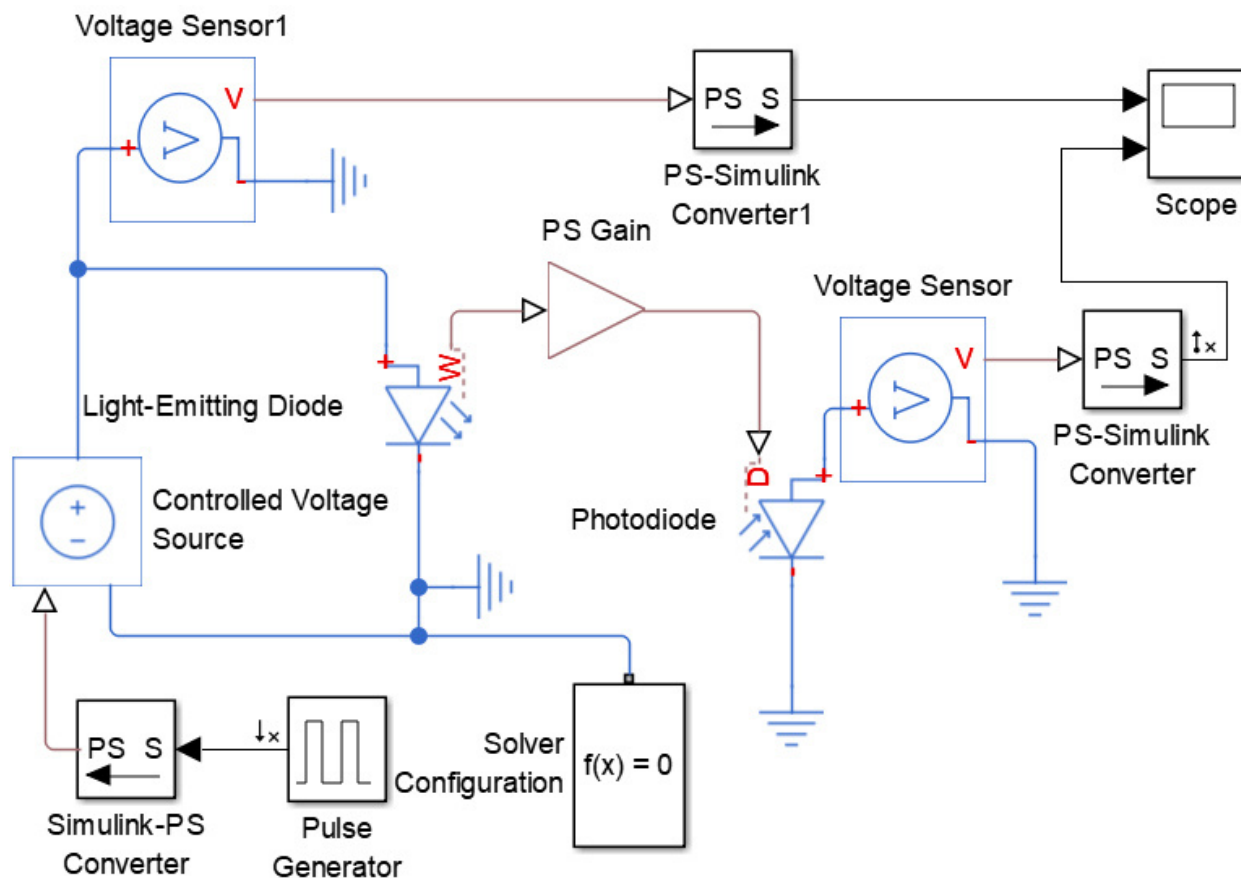 Voltage Sensor1
V
V
+
-
PS S
PS-Simulink
Converter1
Scope
PS Gain
Voltage Sensor
V
V
+
-
PS S
x
PS-Simulink
Converter
+
W
-
Light-Emitting Diode
Controlled Voltage
Source
+
−
D
+
-
Photodiode
PS S
Simulink-PS
Converter
x
Pulse
Generator
Solver
Configuration
f(x) = 0